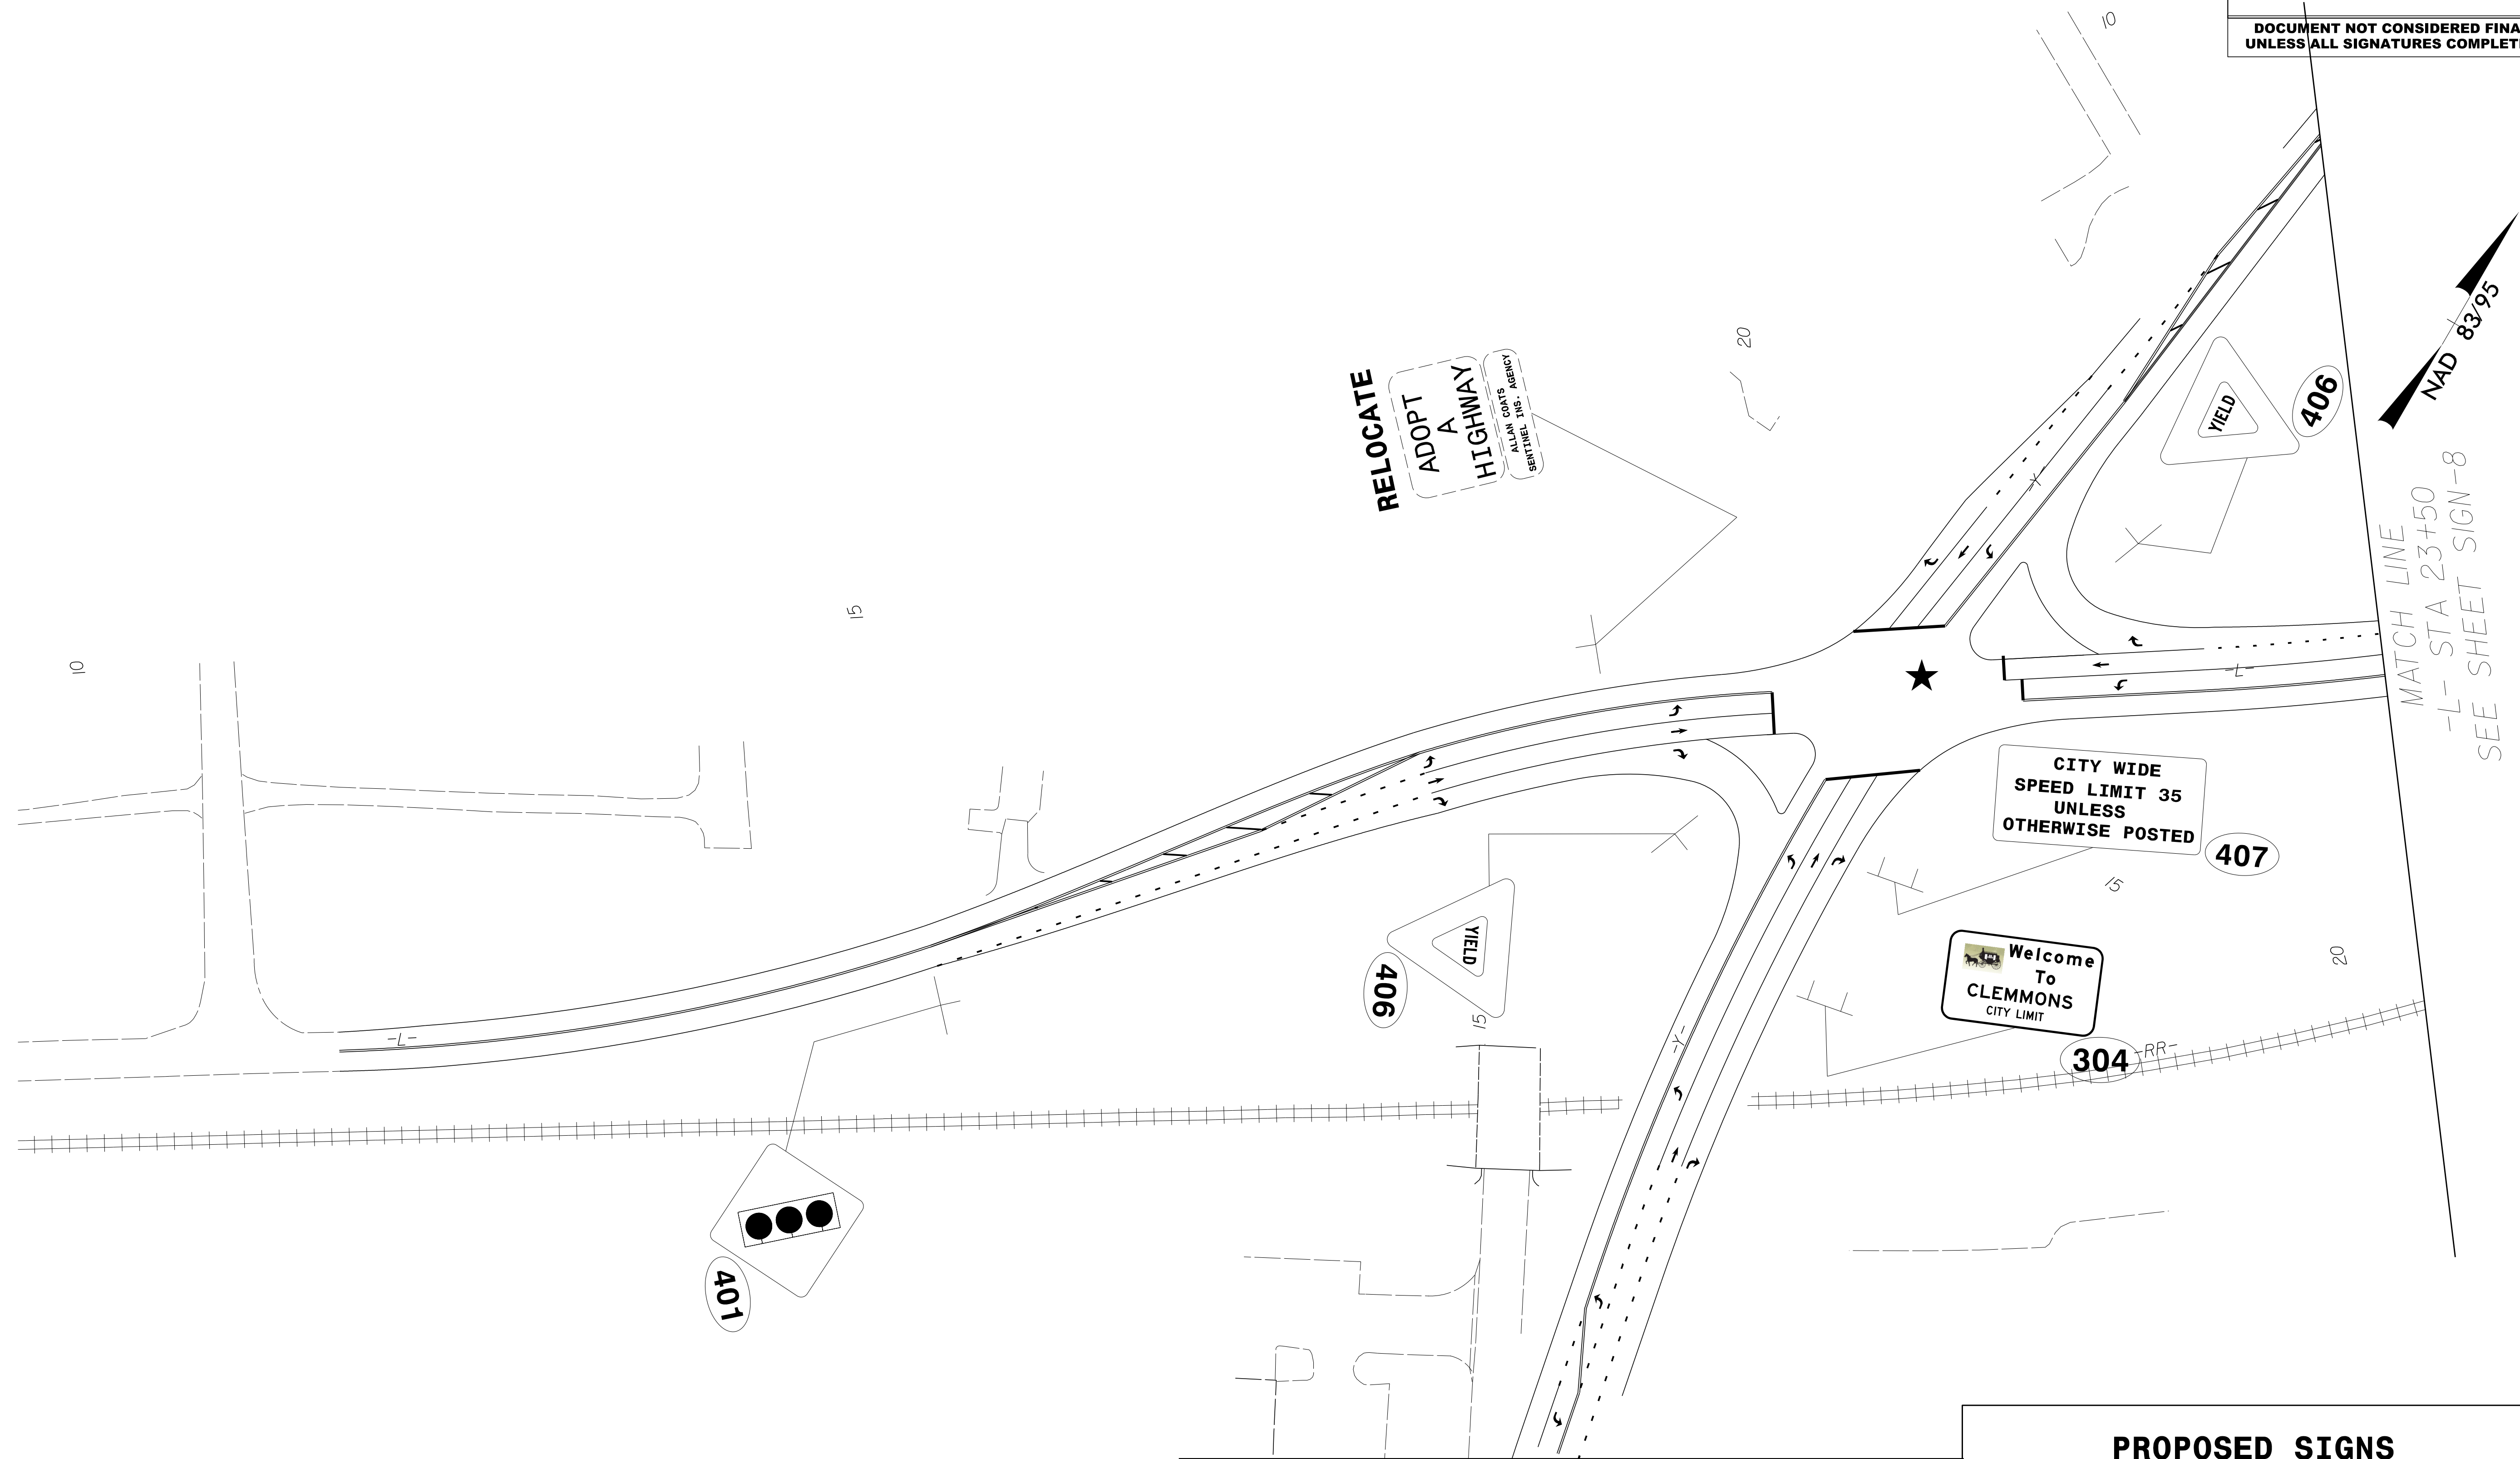 DOCUMENT NOT CONSIDERED FINA
UNLESS ALL SIGNATURES COMPLET
10
NAD 83/95
20
RELOCATE
ADOPT
A
HIGHWAY
ALLAN COATS
SENTINEL INS. AGENCY
YIELD
406
MATCH LINE
-L- STA 23+50
SEE SHEET SIGN-8
15
10
-L-
CITY WIDE
SPEED LIMIT 35
UNLESS
OTHERWISE POSTED
407
15
YIELD
406
15
Welcome
To
CLEMMONS
CITY LIMIT
304
-RR-
20
-L-
-Y-
401
PROPOSED SIGNS